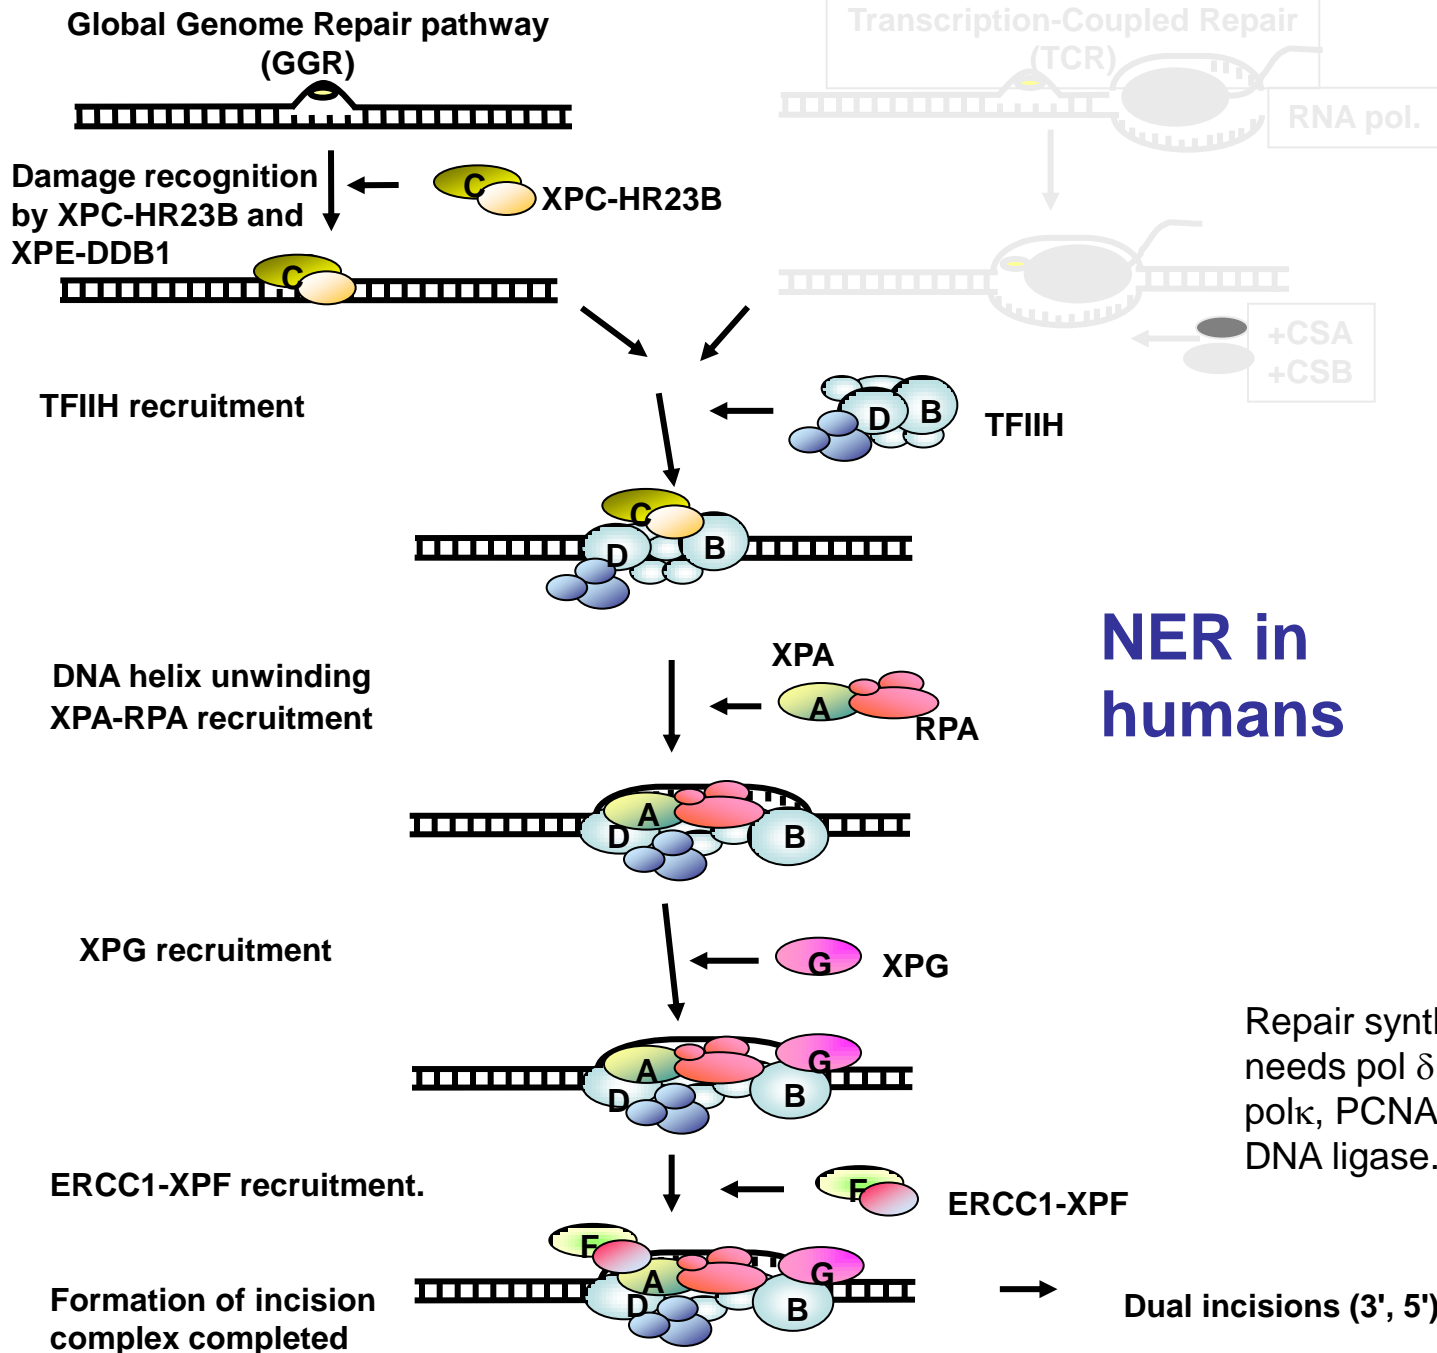 Global Genome Repair pathway
(GGR)
Transcription-Coupled Repair
(TCR)
RNA pol.
Damage recognition
by XPC-HR23B and
XPE-DDB1
C
XPC-HR23B
C
+CSA
+CSB
TFIIH recruitment
D B
TFIIH
C
D B
NER in
humans
DNA helix unwinding
XPA-RPA recruitment
XPA
A
RPA
A
D B
XPG recruitment
G
XPG
A G
D B
Repair synth
needs pol δ
polκ, PCNA
DNA ligase.
ERCC1-XPF recruitment.
F
ERCC1-XPF
F
A G
D B
Formation of incision
complex completed
Dual incisions (3', 5')